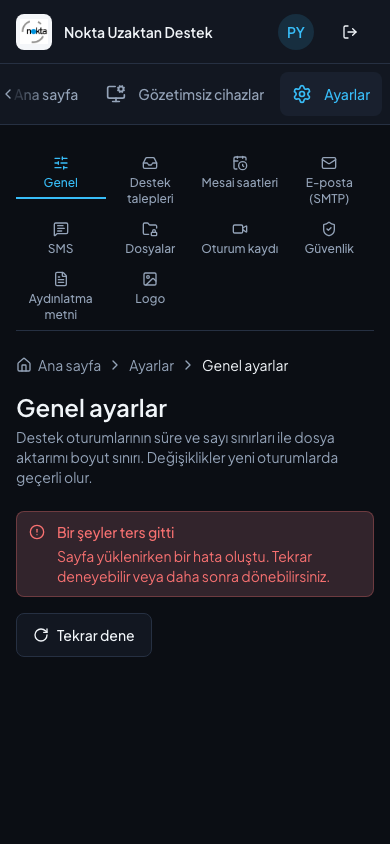 nokta
Nokta Uzaktan Destek
PY
Ana sayfa
Gözetimsiz cihazlar
Ayarlar
Genel
Destek
talepleri
Mesai saatleri
E-posta
(SMTP)
SMS
Dosyalar
Oturum kaydı
Güvenlik
Aydınlatma
metni
Logo
Ana sayfa > Ayarlar > Genel ayarlar
Genel ayarlar
Destek oturumlarının süre ve sayı sınırları ile dosya
aktarımı boyut sınırı. Değişiklikler yeni oturumlarda
geçerli olur.
Bir şeyler ters gitti
Sayfa yüklenirken bir hata oluştu. Tekrar
deneyebilir veya daha sonra dönebilirsiniz.
Tekrar dene